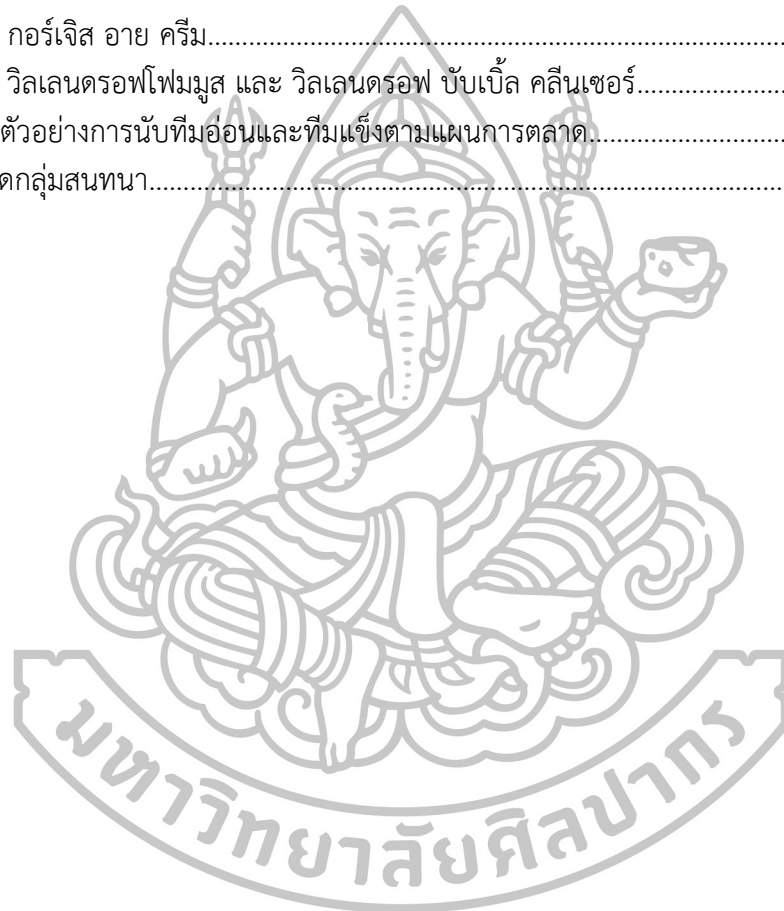 กอร์เจิส อาย ครีม........................................................................................
วิลเลนดรอฟโฟมมูส และ วิลเลนดรอฟ บับเบิ้ล คลีนเซอร์......................
ตัวอย่างการนับทีมอ่อนและทีมแข็งตามแผนการตลาด.............................
ดกลุ่มสนทนา................................................................................................
มหาวิทยาลัยศิลปากร